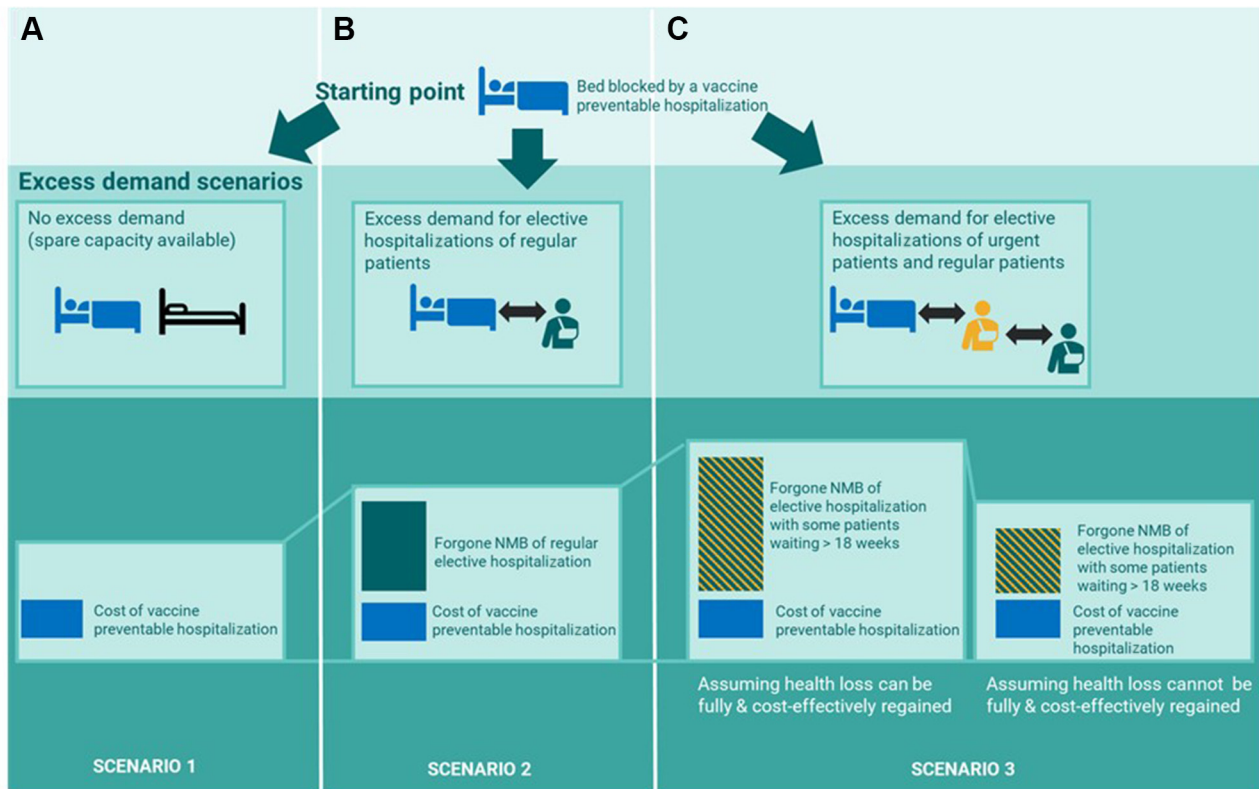 A
B
C
Starting point
Bed blocked by a vaccine
preventable hospitalization
Excess demand scenarios
No excess demand
(spare capacity available)
Excess demand for elective
hospitalizations of regular
patients
Excess demand for elective
hospitalizations of urgent
patients and regular patients
Cost of vaccine
preventable hospitalization
Forgone NMB of regular
elective hospitalization
Cost of vaccine
preventable hospitalization
Forgone NMB of
elective hospitalization
with some patients
waiting > 18 weeks
Cost of vaccine
preventable hospitalization
Forgone NMB of
elective hospitalization
with some patients
waiting > 18 weeks
Cost of vaccine
preventable
hospitalization
Assuming health loss can be
fully & cost-effectively regained
Assuming health loss cannot be
fully & cost-effectively regained
SCENARIO 1
SCENARIO 2
SCENARIO 3